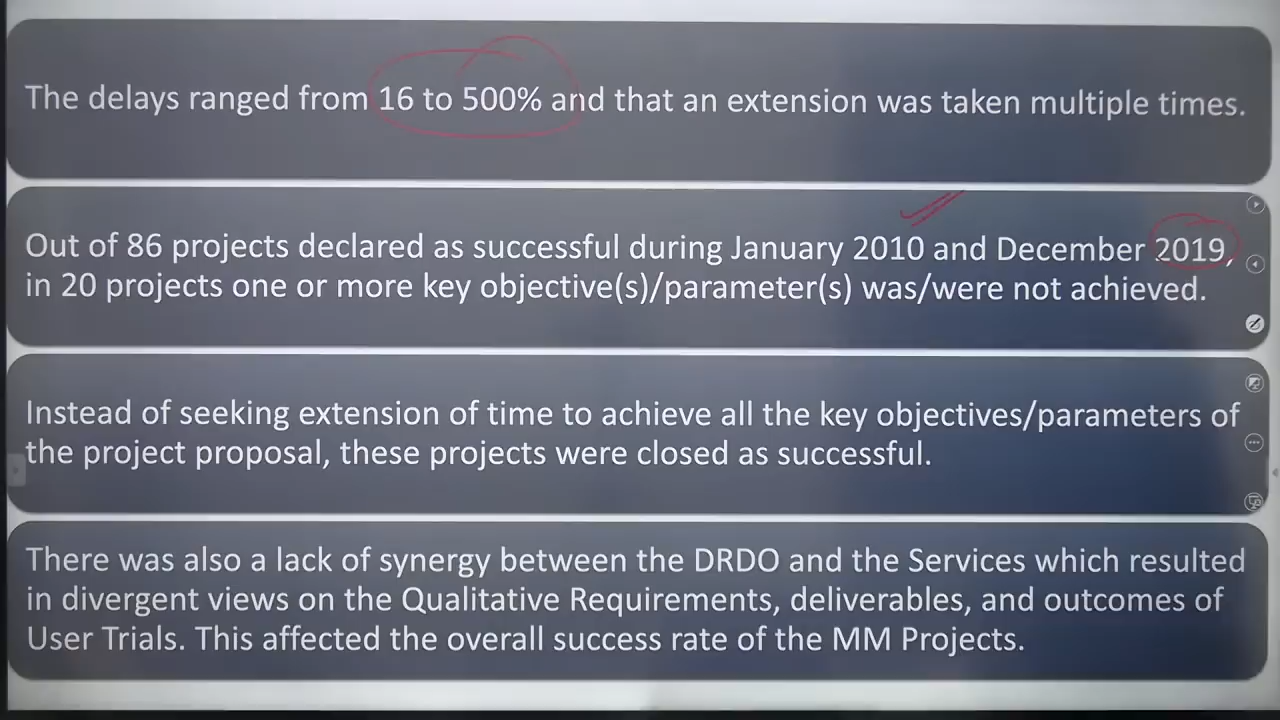 The delays ranged from 16 to 500% and that an extension was taken multiple times.
Out of 86 projects declared as successful during January 2010 and December 2019,
in 20 projects one or more key objective(s)/parameter(s) was/were not achieved.
Instead of seeking extension of time to achieve all the key objectives/parameters of
the project proposal, these projects were closed as successful.
There was also a lack of synergy between the DRDO and the Services which resulted
in divergent views on the Qualitative Requirements, deliverables, and outcomes of
User Trials. This affected the overall success rate of the MM Projects.